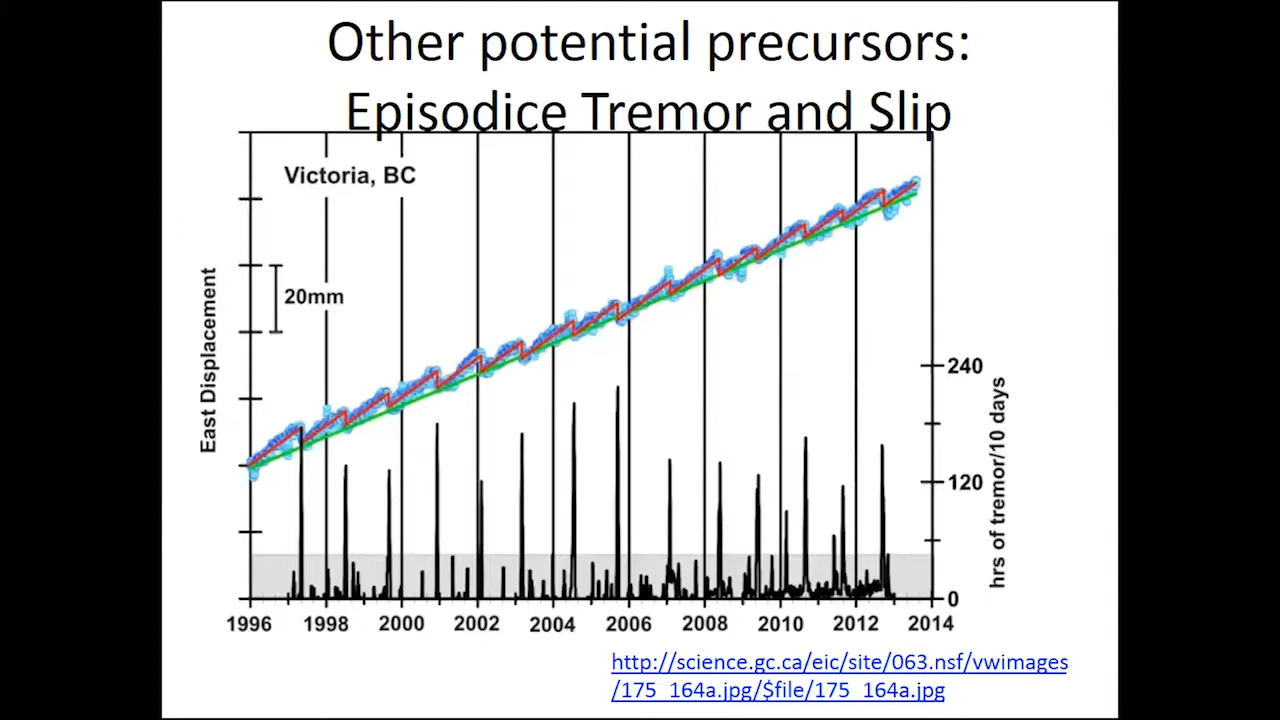 Other potential precursors:
Episodice Tremor and Slip
Victoria, BC
East Displacement
20mm
240
120
0
hrs of tremor/10 days
1996 1998 2000 2002 2004 2006 2008 2010 2012 2014
http://science.gc.ca/eic/site/063.nsf/vwimages
/175_164a.jpg/$file/175_164a.jpg